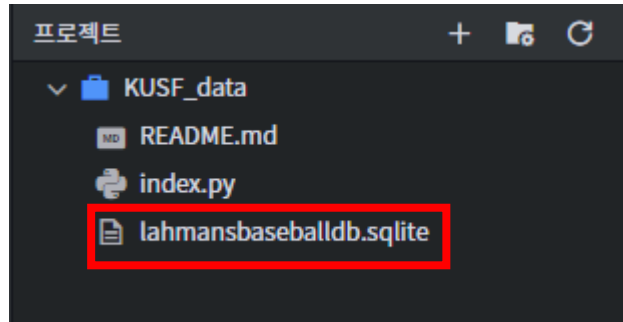 프로젝트
KUSF_data
MD README.md
index.py
lahmansbaseballdb.sqlite